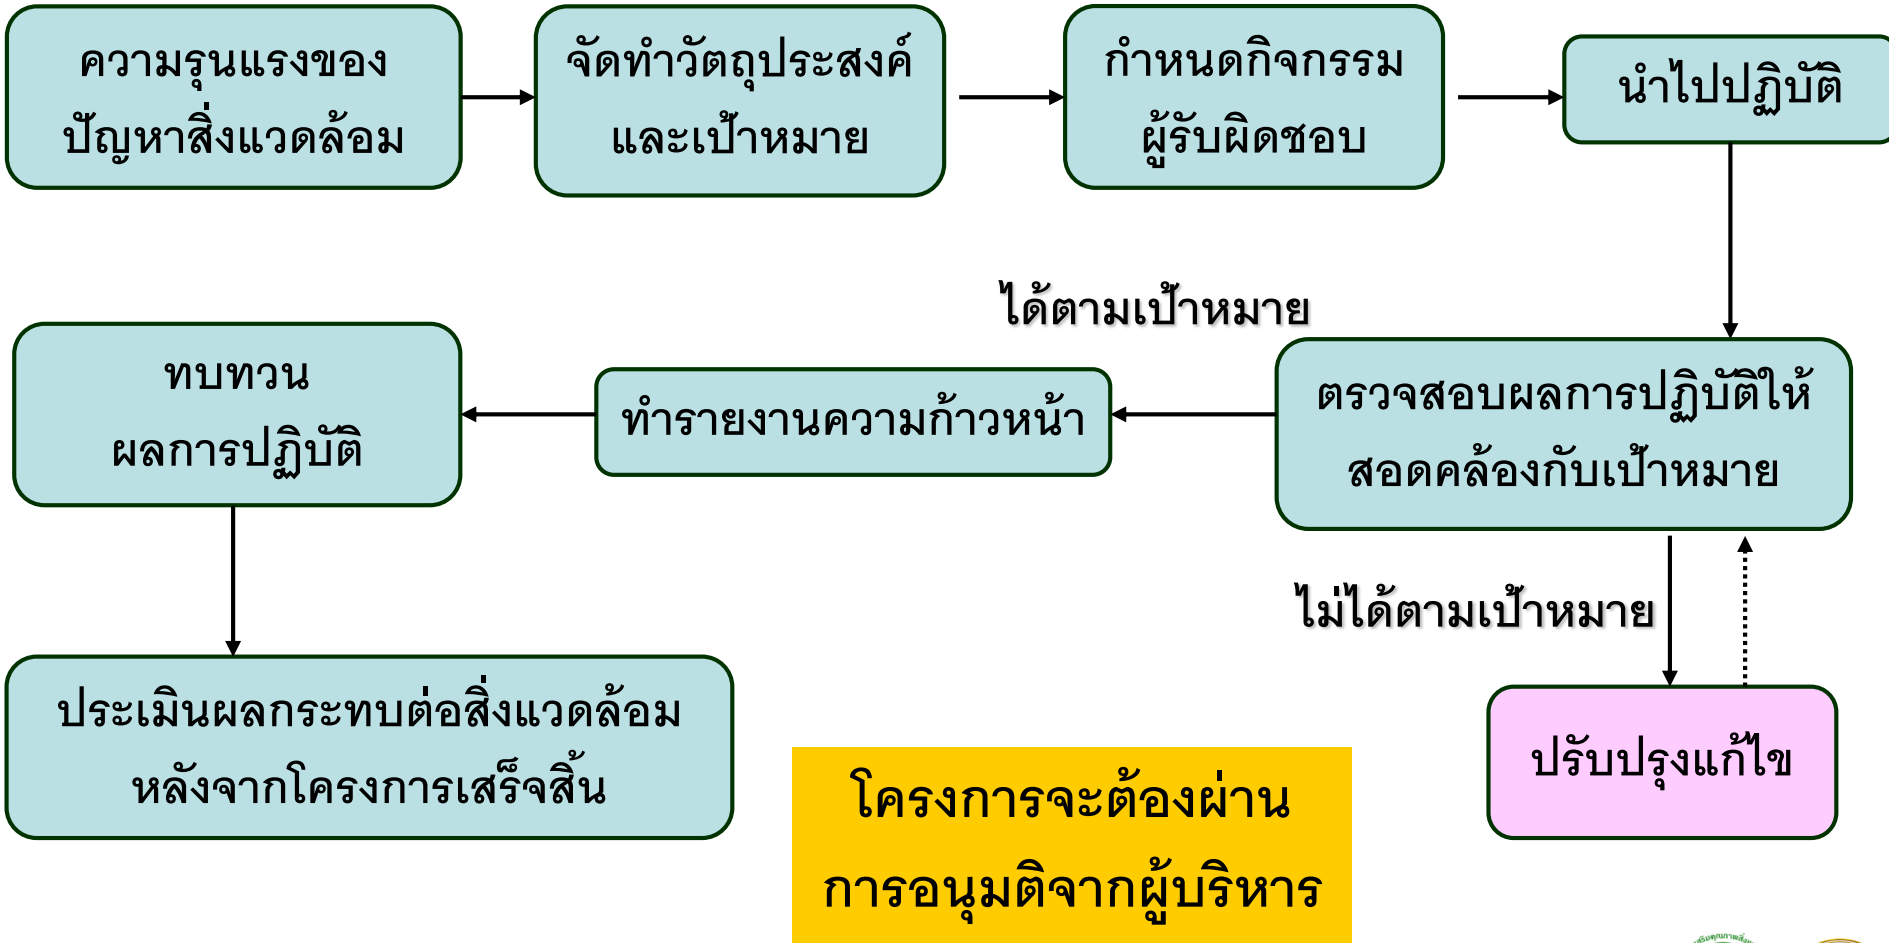 ความรุนแรงของ
ปัญหาสิ่งแวดล้อม
จัดทำวัตถุประสงค์
และเป้าหมาย
กำหนดกิจกรรม
ผู้รับผิดชอบ
นำไปปฏิบัติ
ได้ตามเป้าหมาย
ทบทวน
ผลการปฏิบัติ
ทำรายงานความก้าวหน้า
ตรวจสอบผลการปฏิบัติให้
สอดคล้องกับเป้าหมาย
ไม่ได้ตามเป้าหมาย
ประเมินผลกระทบต่อสิ่งแวดล้อม
หลังจากโครงการเสร็จสิ้น
ปรับปรุงแก้ไข
โครงการจะต้องผ่าน
การอนุมติจากผู้บริหาร